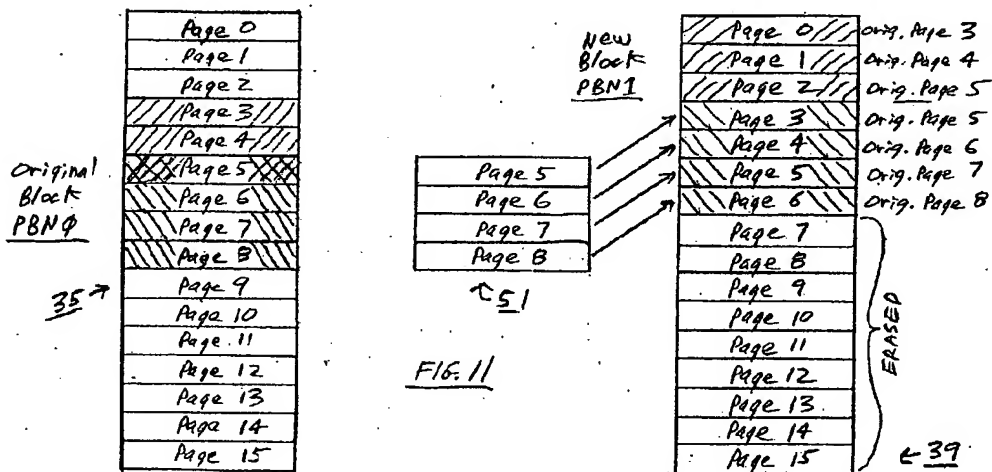 Page 0
Page 1
Page 2
Page 3
Page 4
Page 5
Page 6
Page 7
Page 8
Page 9
Page 10
Page 11
Page 12
Page 13
Paga 14
Page 15
Original
Block
PBNØ
35
Page 5
Page 6
Page 7
Page 8
51
FIG. 11
New
Block
PBN1
Page 0 orig. Page 3
Page 1 Orig. Page 4
Page 2 Orig. Page 5
Page 3 Orig. Page 5
Page 4 Orig. Page 6
Page 5 Orig. Page 7
Page 6 Orig. Page 8
Page 7
Page 8
Page 9
Page 10
Page 11
Page 12
Page 13
Page 14
Page 15
ERASED
39